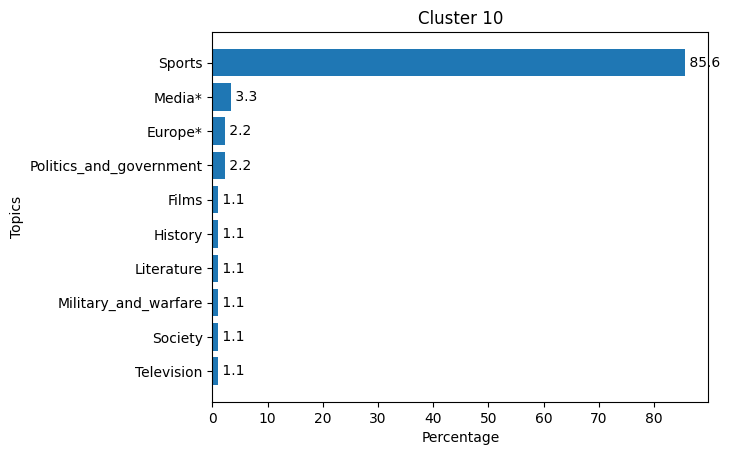 Cluster 10
Topics
Sports 85.6
Media* 3.3
Europe* 2.2
Politics_and_government 2.2
Films 1.1
History 1.1
Literature 1.1
Military_and_warfare 1.1
Society 1.1
Television 1.1
0 10 20 30 40 50 60 70 80
Percentage